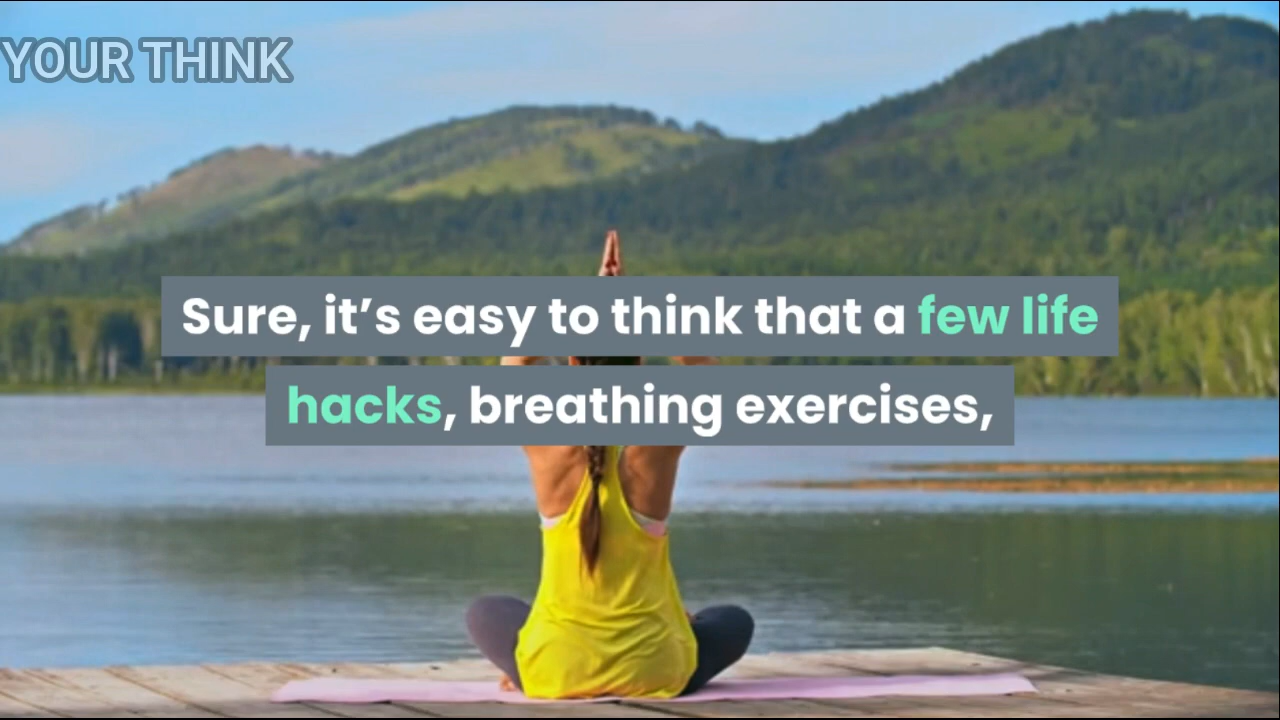 YOUR THINK
Sure, it’s easy to think that a few life
hacks, breathing exercises,